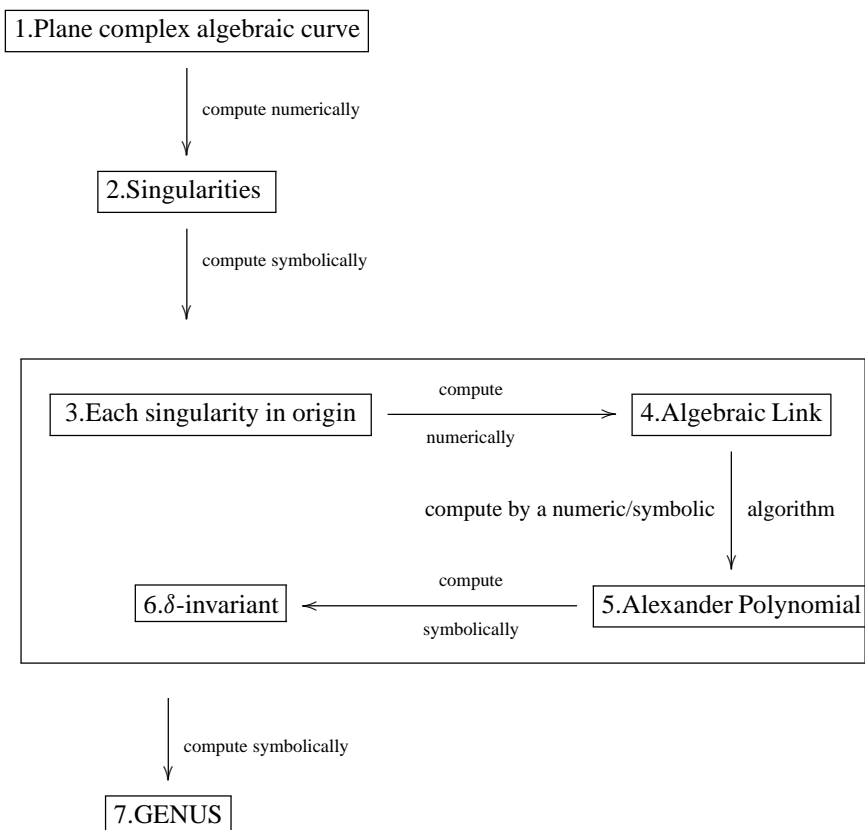 1.Plane complex algebraic curve
compute numerically
2.Singularities
compute symbolically
3.Each singularity in origin
compute
numerically
4.Algebraic Link
compute by a numeric/symbolic algorithm
6.δ-invariant
compute
symbolically
5.Alexander Polynomial
compute symbolically
7.GENUS